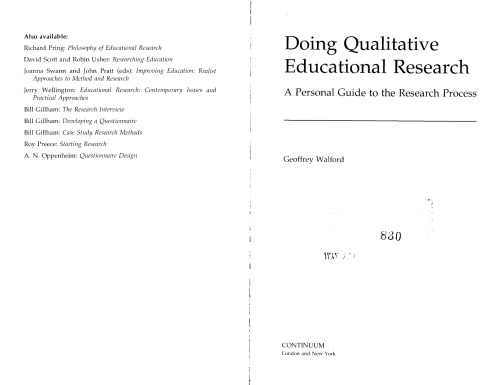 Also available:
Richard Pring: Philosophy of Educational Research
David Scott and Robin Usher: Researching Education
Joanna Swann and John Pratt (eds): Improving Education: Realist
Approaches to Method and Research
Jerry Wellington: Educational Research: Contemporary Issues and
Practical Approaches
Bill Gillham: The Research Interview
Bill Gillham: Developing a Questionnaire
Bill Gillham: Case Study Research Methods
Roy Preece: Starting Research
A. N. Oppenheim: Questionnaire Design
Doing Qualitative
Educational Research
A Personal Guide to the Research Process
Geoffrey Walford
830
CONTINUUM
London and New York